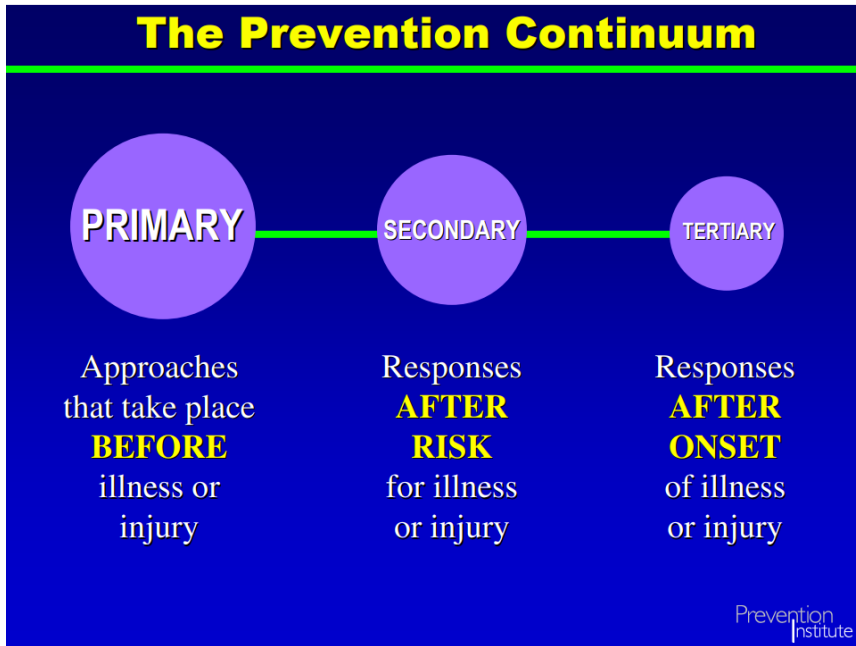 The Prevention Continuum
PRIMARY
SECONDARY
TERTIARY
Approaches
that take place
BEFORE
illness or
injury
Responses
AFTER
RISK
for illness
or injury
Responses
AFTER
ONSET
of illness
or injury
Prevention
Institute